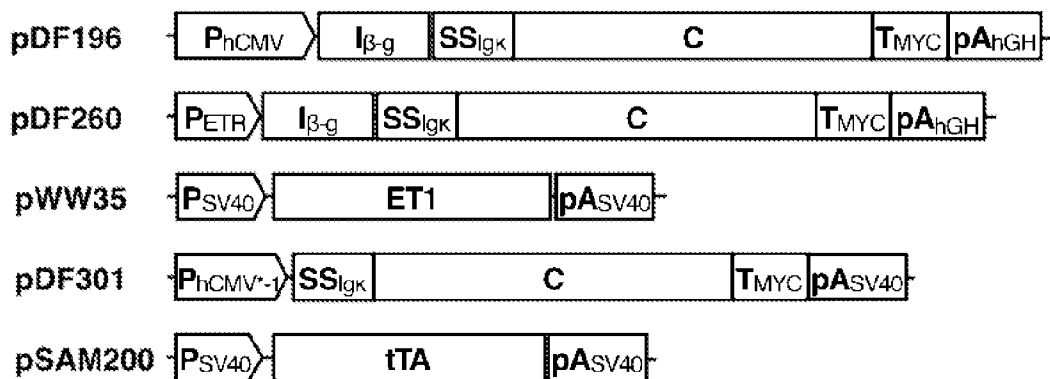 pDF196 PhCMV Iβ-g SSIgκ C TMYC pAhGH
pDF260 PETR Iβ-g SSIgκ C TMYC pAhGH
pWW35 PSV40 ET1 pASV40
pDF301 PhCMV*-1 SSIgκ C TMYC pASV40
pSAM200 PSV40 tTA pASV40